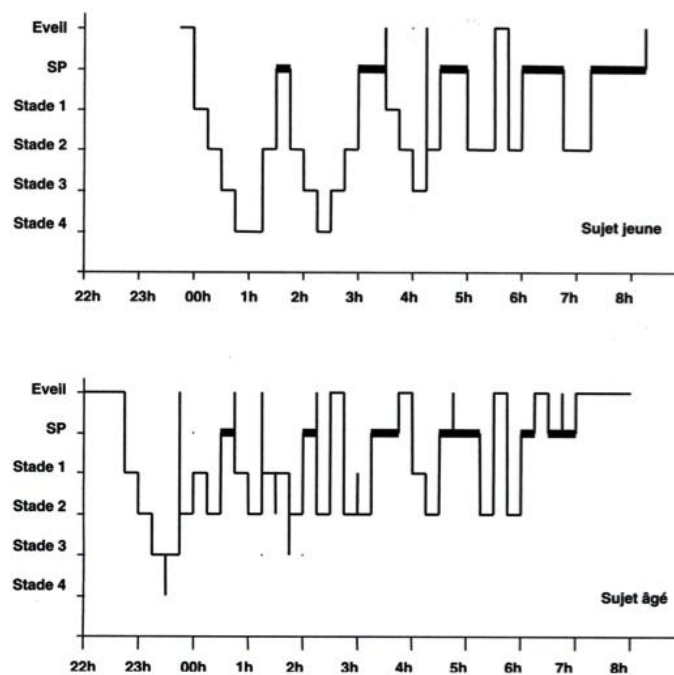 Eveil
SP
Stade 1
Stade 2
Stade 3
Stade 4
Sujet jeune
22h 23h 00h 1h 2h 3h 4h 5h 6h 7h 8h
Eveil
SP
Stade 1
Stade 2
Stade 3
Stade 4
Sujet âgé
22h 23h 00h 1h 2h 3h 4h 5h 6h 7h 8h